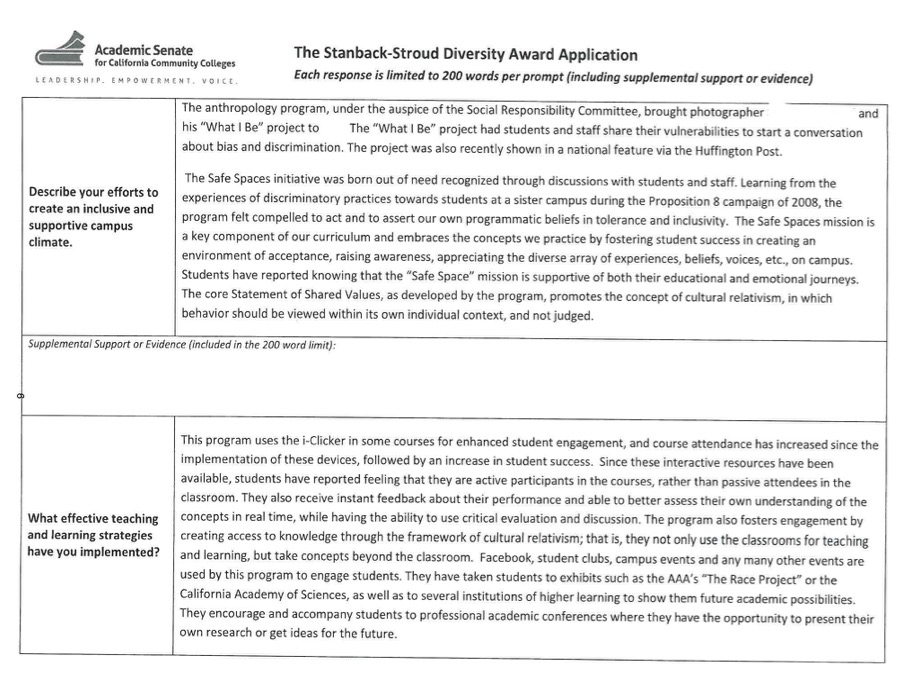 Academic Senate
for California Community Colleges
LEADERSHIP. EMPOWERMENT. VOICE.
The Stanback-Stroud Diversity Award Application
Each response is limited to 200 words per prompt (including supplemental support or evidence)
Describe your efforts to
create an inclusive and
supportive campus
climate.
The anthropology program, under the auspice of the Social Responsibility Committee, brought photographer and
his “What I Be” project to The “What I Be” project had students and staff share their vulnerabilities to start a conversation
about bias and discrimination. The project was also recently shown in a national feature via the Huffington Post.
The Safe Spaces initiative was born out of need recognized through discussions with students and staff. Learning from the
experiences of discriminatory practices towards students at a sister campus during the Proposition 8 campaign of 2008, the
program felt compelled to act and to assert our own programmatic beliefs in tolerance and inclusivity. The Safe Spaces mission is
a key component of our curriculum and embraces the concepts we practice by fostering student success in creating an
environment of acceptance, raising awareness, appreciating the diverse array of experiences, beliefs, voices, etc., on campus.
Students have reported knowing that the “Safe Space” mission is supportive of both their educational and emotional journeys.
The core Statement of Shared Values, as developed by the program, promotes the concept of cultural relativism, in which
behavior should be viewed within its own individual context, and not judged.
Supplemental Support or Evidence (included in the 200 word limit):
What effective teaching
and learning strategies
have you implemented?
This program uses the i-Clicker in some courses for enhanced student engagement, and course attendance has increased since the
implementation of these devices, followed by an increase in student success. Since these interactive resources have been
available, students have reported feeling that they are active participants in the courses, rather than passive attendees in the
classroom. They also receive instant feedback about their performance and able to better assess their own understanding of the
concepts in real time, while having the ability to use critical evaluation and discussion. The program also fosters engagement by
creating access to knowledge through the framework of cultural relativism; that is, they not only use the classrooms for teaching
and learning, but take concepts beyond the classroom. Facebook, student clubs, campus events and any many other events are
used by this program to engage students. They have taken students to exhibits such as the AAA’s “The Race Project” or the
California Academy of Sciences, as well as to several institutions of higher learning to show them future academic possibilities.
They encourage and accompany students to professional academic conferences where they have the opportunity to present their
own research or get ideas for the future.